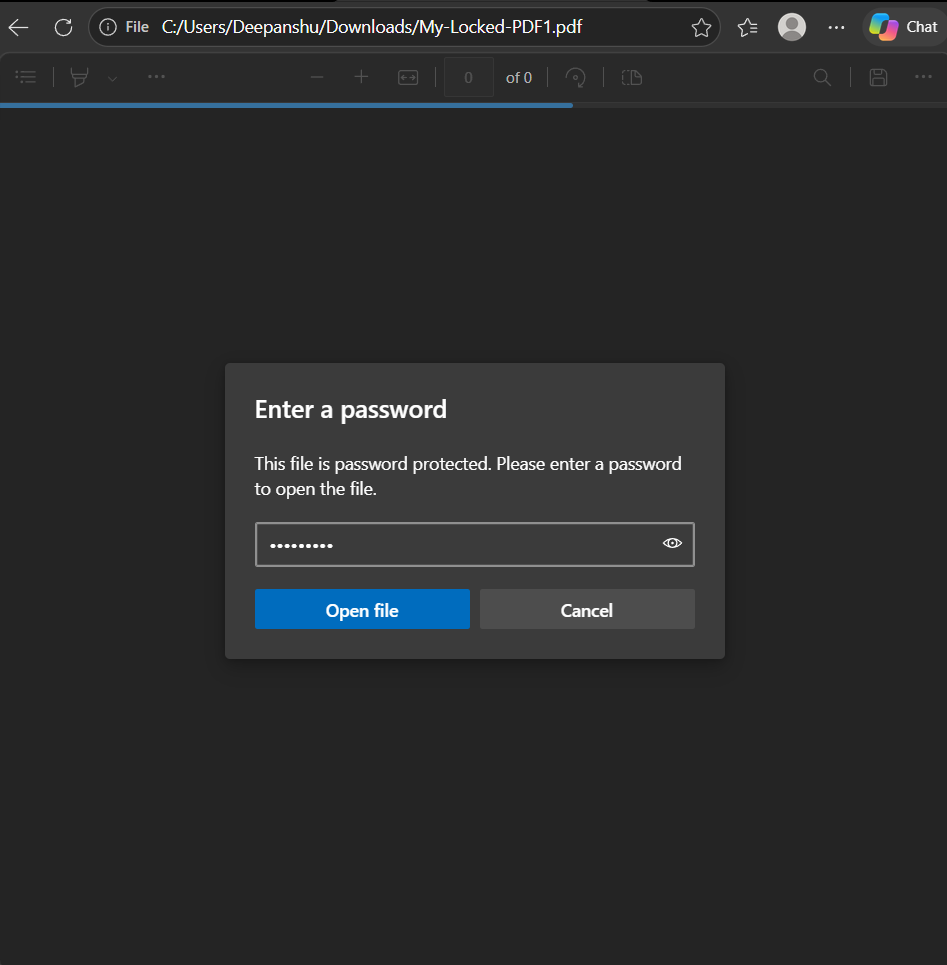 File C:/Users/Deepanshu/Downloads/My-Locked-PDF1.pdf Chat
0 of 0
Enter a password
This file is password protected. Please enter a password
to open the file.
•••••••••
Open file Cancel